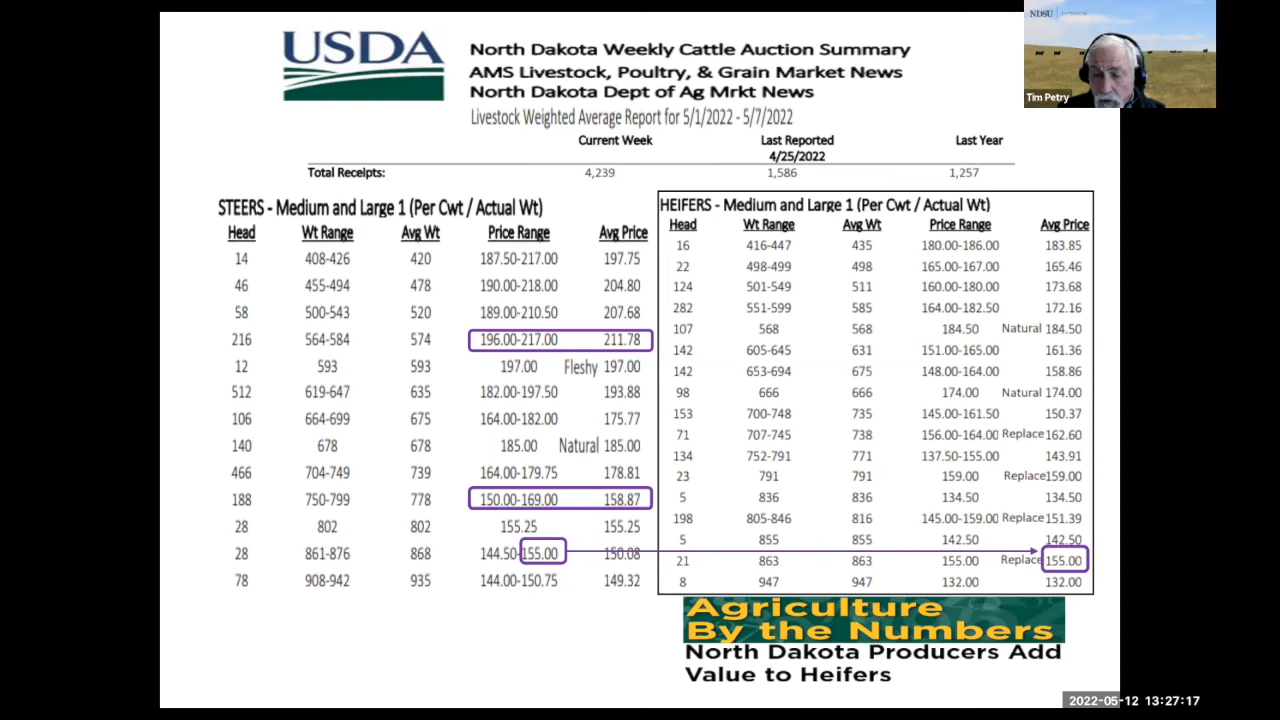 NDSU EXTENSION
Tim Petry
USDA
North Dakota Weekly Cattle Auction Summary
AMS Livestock, Poultry, & Grain Market News
North Dakota Dept of Ag Mrkt News
Livestock Weighted Average Report for 5/1/2022 - 5/7/2022
Current Week Last Reported Last Year
4/25/2022
Total Receipts: 4,239 1,586 1,257
STEERS - Medium and Large 1 (Per Cwt / Actual Wt)
Head Wt Range Avg Wt Price Range Avg Price
14 408-426 420 187.50-217.00 197.75
46 455-494 478 190.00-218.00 204.80
58 500-543 520 189.00-210.50 207.68
216 564-584 574 196.00-217.00 211.78
12 593 593 197.00 Fleshy 197.00
512 619-647 635 182.00-197.50 193.88
106 664-699 675 164.00-182.00 175.77
140 678 678 185.00 Natural 185.00
466 704-749 739 164.00-179.75 178.81
188 750-799 778 150.00-169.00 158.87
28 802 802 155.25 155.25
28 861-876 868 144.50-155.00 150.08
78 908-942 935 144.00-150.75 149.32
HEIFERS - Medium and Large 1 (Per Cwt / Actual Wt)
Head Wt Range Avg Wt Price Range Avg Price
16 416-447 435 180.00-186.00 183.85
22 498-499 498 165.00-167.00 165.46
124 501-549 511 160.00-180.00 173.68
282 551-599 585 164.00-182.50 172.16
107 568 568 184.50 Natural 184.50
142 605-645 631 151.00-165.00 161.36
142 653-694 675 148.00-164.00 158.86
98 666 666 174.00 Natural 174.00
153 700-748 735 145.00-161.50 150.37
71 707-745 738 156.00-164.00 Replace 162.60
134 752-791 771 137.50-155.00 143.91
23 791 791 159.00 Replace 159.00
5 836 836 134.50 134.50
198 805-846 816 145.00-159.00 Replace 151.39
5 855 855 142.50 142.50
21 863 863 155.00 Replace 155.00
8 947 947 132.00 132.00
Agriculture
By the Numbers
North Dakota Producers Add
Value to Heifers
2022-05-12 13:27:17